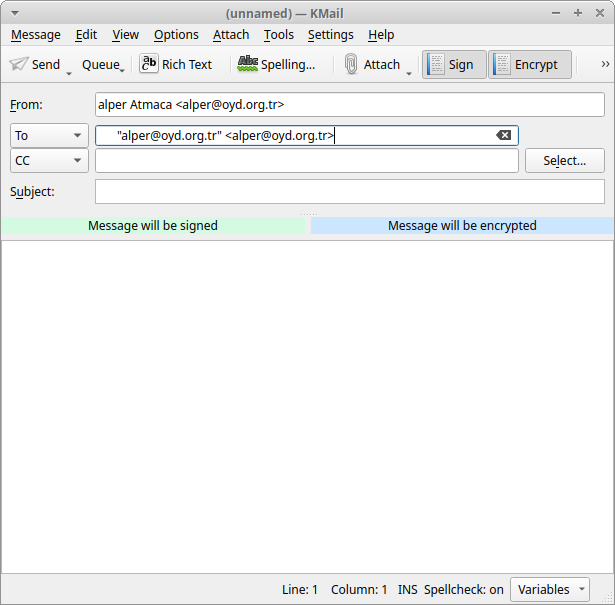 (unnamed) — KMail
Message Edit View Options Attach Tools Settings Help
Send Queue abc Rich Text Abc Spelling... Attach Sign Encrypt »
From: alper Atmaca <alper@oyd.org.tr>
To "alper@oyd.org.tr" <alper@oyd.org.tr>
CC Select...
Subject:
Message will be signed Message will be encrypted
Line: 1 Column: 1 INS Spellcheck: on Variables